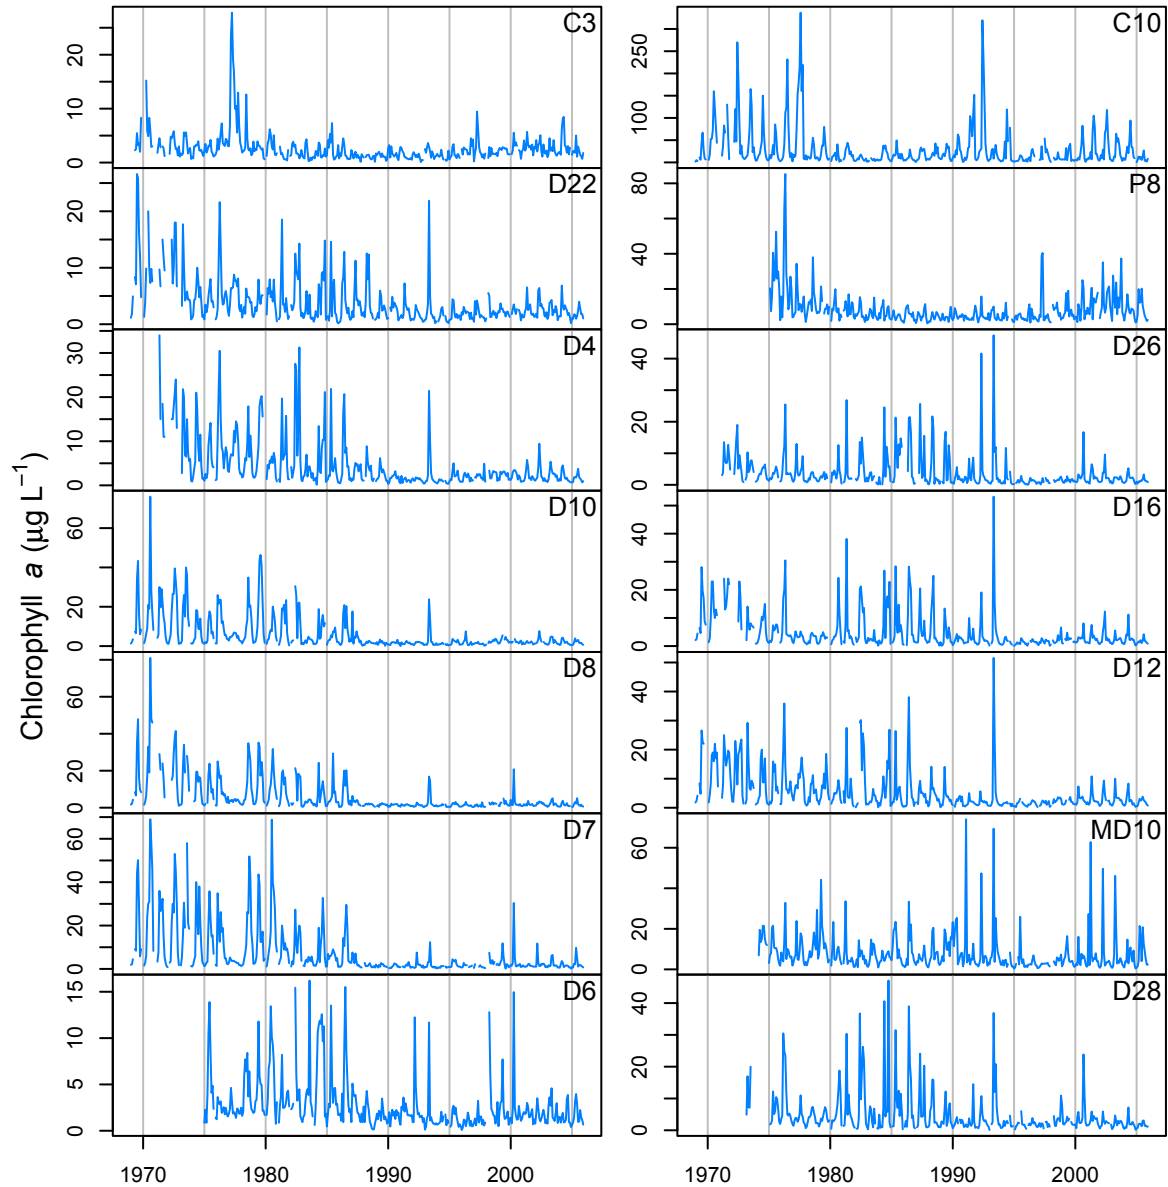 Chlorophyll a (μg L⁻¹)
C3
0 10 20
D22
0 10 20
D4
0 10 20 30
D10
0 20 60
D8
0 20 60
D7
0 20 40 60
D6
0 5 10 15
1970 1980 1990 2000
C10
100 250
P8
0 40 80
D26
0 20 40
D16
0 20 40
D12
0 20 40
MD10
0 20 60
D28
0 20 40
1970 1980 1990 2000